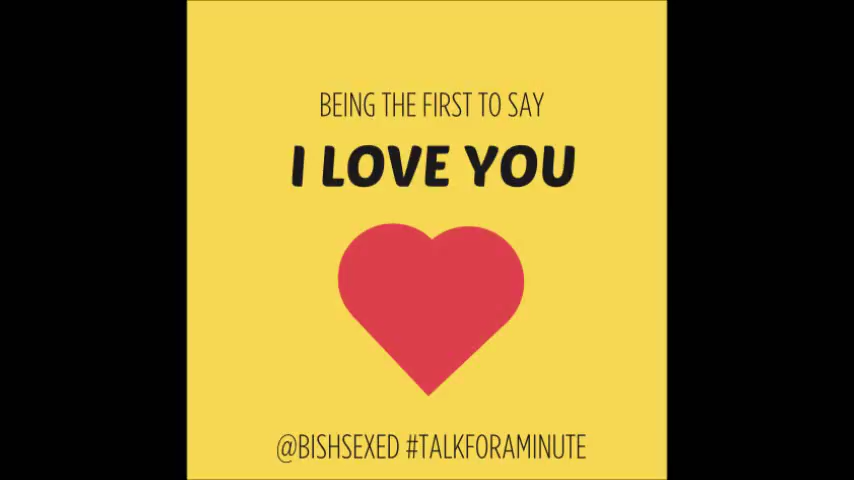 BEING THE FIRST TO SAY
I LOVE YOU
@BISHSEXED #TALKFORAMINUTE